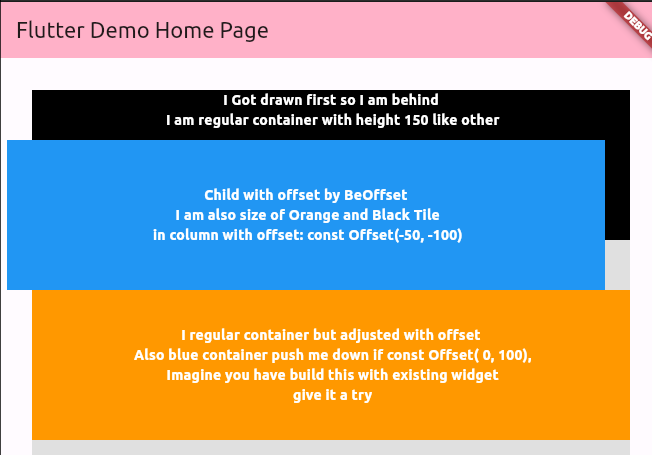 Flutter Demo Home Page
DEBUG
I Got drawn first so I am behind
I am regular container with height 150 like other
Child with offset by BeOffset
I am also size of Orange and Black Tile
in column with offset: const Offset(-50, -100)
I regular container but adjusted with offset
Also blue container push me down if const Offset( 0, 100),
Imagine you have build this with existing widget
give it a try